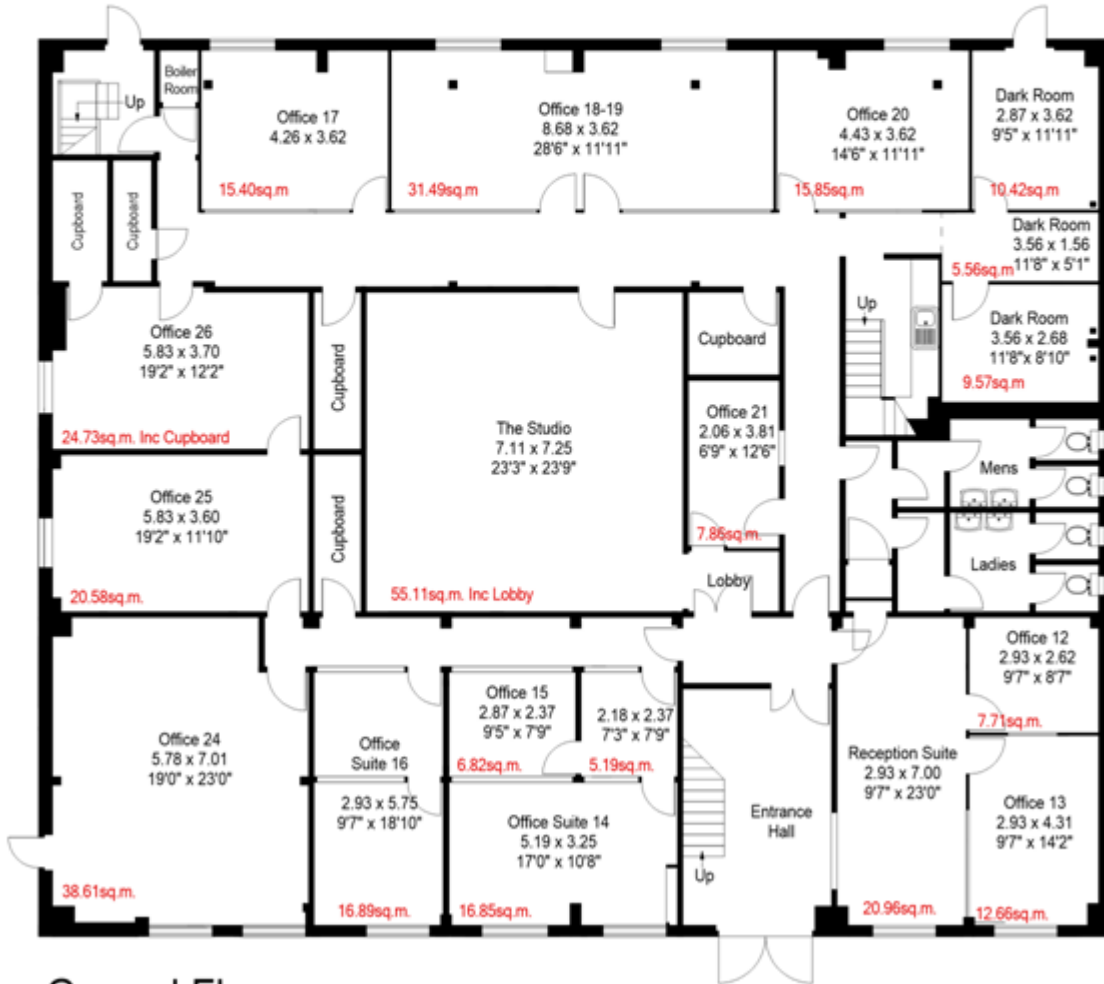 Up
Boiler
Room
Office 17
4.26 x 3.62
15.40sq.m
Office 18-19
8.68 x 3.62
28'6" x 11'11"
31.49sq.m
Office 20
4.43 x 3.62
14'6" x 11'11"
15.85sq.m
Dark Room
2.87 x 3.62
9'5" x 11'11"
10.42sq.m
Cupboard
Cupboard
Dark Room
3.56 x 1.56
11'8" x 5'1"
5.56sq.m
Office 26
5.83 x 3.70
19'2" x 12'2"
24.73sq.m. Inc Cupboard
Cupboard
The Studio
7.11 x 7.25
23'3" x 23'9"
55.11sq.m. Inc Lobby
Cupboard
Up
Dark Room
3.56 x 2.68
11'8"x 8'10"
9.57sq.m
Office 21
2.06 x 3.81
6'9" x 12'6"
7.86sq.m.
Mens
Ladies
Office 25
5.83 x 3.60
19'2" x 11'10"
20.58sq.m.
Cupboard
Lobby
Office 12
2.93 x 2.62
9'7" x 8'7"
7.71sq.m.
Office 24
5.78 x 7.01
19'0" x 23'0"
38.61sq.m.
Office
Suite 16
2.93 x 5.75
9'7" x 18'10"
16.89sq.m.
Office 15
2.87 x 2.37
9'5" x 7'9"
6.82sq.m.
2.18 x 2.37
7'3" x 7'9"
5.19sq.m.
Office Suite 14
5.19 x 3.25
17'0" x 10'8"
16.85sq.m.
Entrance
Hall
Up
Reception Suite
2.93 x 7.00
9'7" x 23'0"
20.96sq.m.
Office 13
2.93 x 4.31
9'7" x 14'2"
12.66sq.m.